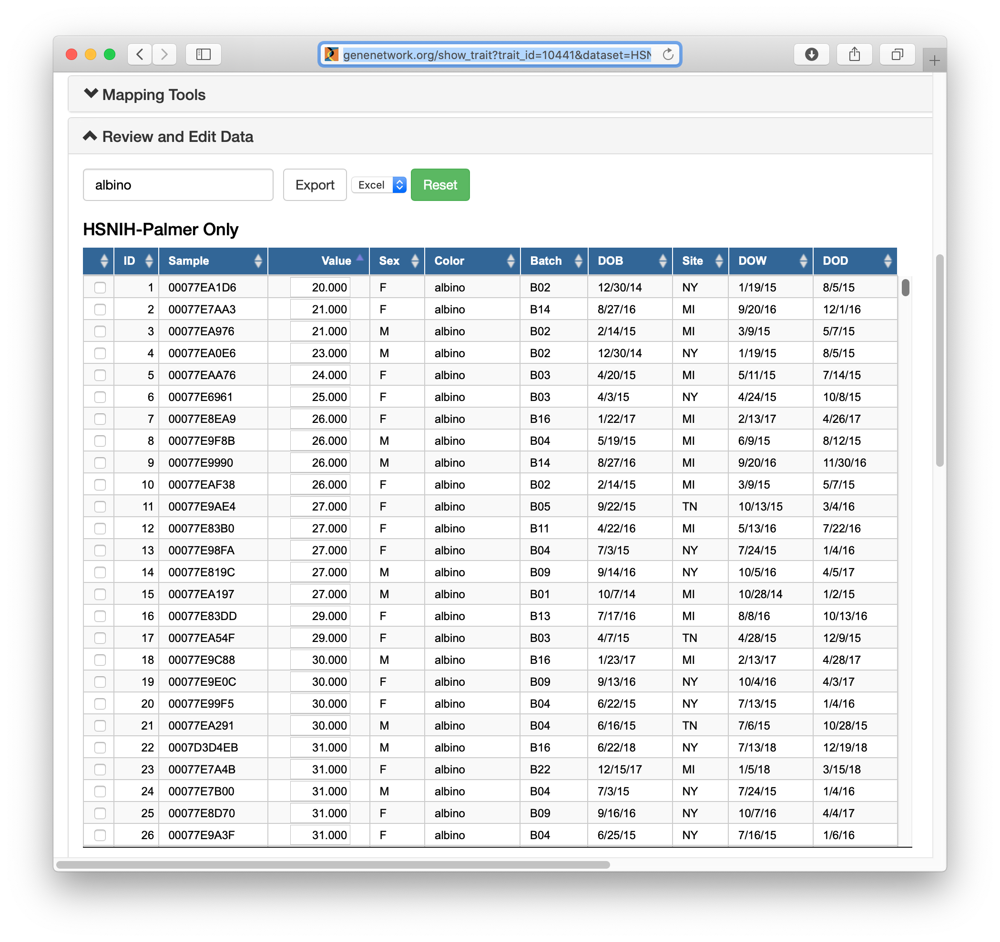 genenetwork.org/show_trait?trait_id=10441&dataset=HSN
Mapping Tools
Review and Edit Data
albino Export Excel Reset
HSNIH-Palmer Only
ID Sample Value Sex Color Batch DOB Site DOW DOD
1 00077EA1D6 20.000 F albino B02 12/30/14 NY 1/19/15 8/5/15
2 00077E7AA3 21.000 F albino B14 8/27/16 MI 9/20/16 12/1/16
3 00077EA976 21.000 M albino B02 2/14/15 MI 3/9/15 5/7/15
4 00077EA0E6 23.000 M albino B02 12/30/14 NY 1/19/15 8/5/15
5 00077EAA76 24.000 F albino B03 4/20/15 MI 5/11/15 7/14/15
6 00077E6961 25.000 F albino B03 4/3/15 NY 4/24/15 10/8/15
7 00077E8EA9 26.000 F albino B16 1/22/17 MI 2/13/17 4/26/17
8 00077E9F8B 26.000 M albino B04 5/19/15 MI 6/9/15 8/12/15
9 00077E9990 26.000 M albino B14 8/27/16 MI 9/20/16 11/30/16
10 00077EAF38 26.000 F albino B02 2/14/15 MI 3/9/15 5/7/15
11 00077E9AE4 27.000 F albino B05 9/22/15 TN 10/13/15 3/4/16
12 00077E83B0 27.000 F albino B11 4/22/16 MI 5/13/16 7/22/16
13 00077E98FA 27.000 F albino B04 7/3/15 NY 7/24/15 1/4/16
14 00077E819C 27.000 M albino B09 9/14/16 NY 10/5/16 4/5/17
15 00077EA197 27.000 M albino B01 10/7/14 MI 10/28/14 1/2/15
16 00077E83DD 29.000 F albino B13 7/17/16 MI 8/8/16 10/13/16
17 00077EA54F 29.000 F albino B03 4/7/15 TN 4/28/15 12/9/15
18 00077E9C88 30.000 M albino B16 1/23/17 MI 2/13/17 4/28/17
19 00077E9E0C 30.000 F albino B09 9/13/16 NY 10/4/16 4/3/17
20 00077E99F5 30.000 F albino B04 6/22/15 NY 7/13/15 1/4/16
21 00077EA291 30.000 M albino B04 6/16/15 TN 7/6/15 10/28/15
22 0007D3D4EB 31.000 M albino B16 6/22/18 NY 7/13/18 12/19/18
23 00077E7A4B 31.000 F albino B22 12/15/17 MI 1/5/18 3/15/18
24 00077E7B00 31.000 M albino B04 7/3/15 NY 7/24/15 1/4/16
25 00077E8D70 31.000 F albino B09 9/16/16 NY 10/7/16 4/4/17
26 00077E9A3F 31.000 F albino B04 6/25/15 NY 7/16/15 1/6/16